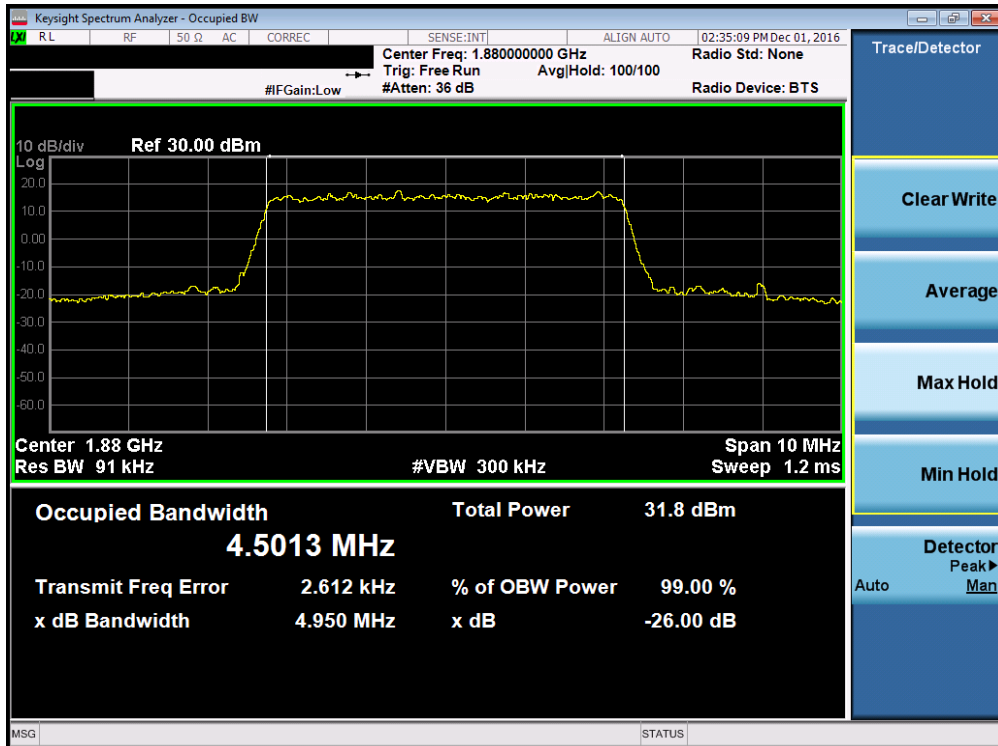 Keysight Spectrum Analyzer - Occupied BW
LXI RL RF 50 Ω AC CORREC SENSE:INT ALIGN AUTO 02:35:09 PM Dec 01, 2016
Center Freq: 1.880000000 GHz Radio Std: None
Trig: Free Run Avg|Hold: 100/100
#IFGain:Low #Atten: 36 dB Radio Device: BTS
Trace/Detector
10 dB/div Ref 30.00 dBm
Log
20.0
10.0
0.00
-10.0
-20.0
-30.0
-40.0
-50.0
-60.0
Center 1.88 GHz Span 10 MHz
Res BW 91 kHz #VBW 300 kHz Sweep 1.2 ms
Occupied Bandwidth Total Power 31.8 dBm
4.5013 MHz
Transmit Freq Error 2.612 kHz % of OBW Power 99.00 %
x dB Bandwidth 4.950 MHz x dB -26.00 dB
Clear Write
Average
Max Hold
Min Hold
Detector
Peak▶
Auto Man
MSG STATUS